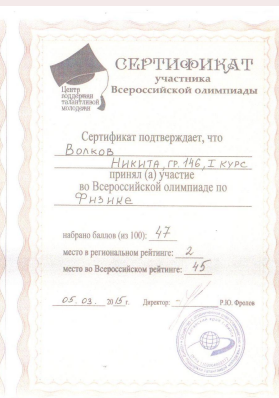 Центр
поддержки
талантливой
молодежи
СЕРТИФИКАТ
участника
Всероссийской олимпиады
Сертификат подтверждает, что
Волков
Никита, гр. 146, I курс
принял (а) участие
во Всероссийской олимпиаде по
Физике
набрано баллов (из 100): 47
место в региональном рейтинге: 2
место во Всероссийском рейтинге: 45
05. 03. 2015 г. Директор: Р.Ю. Фролов